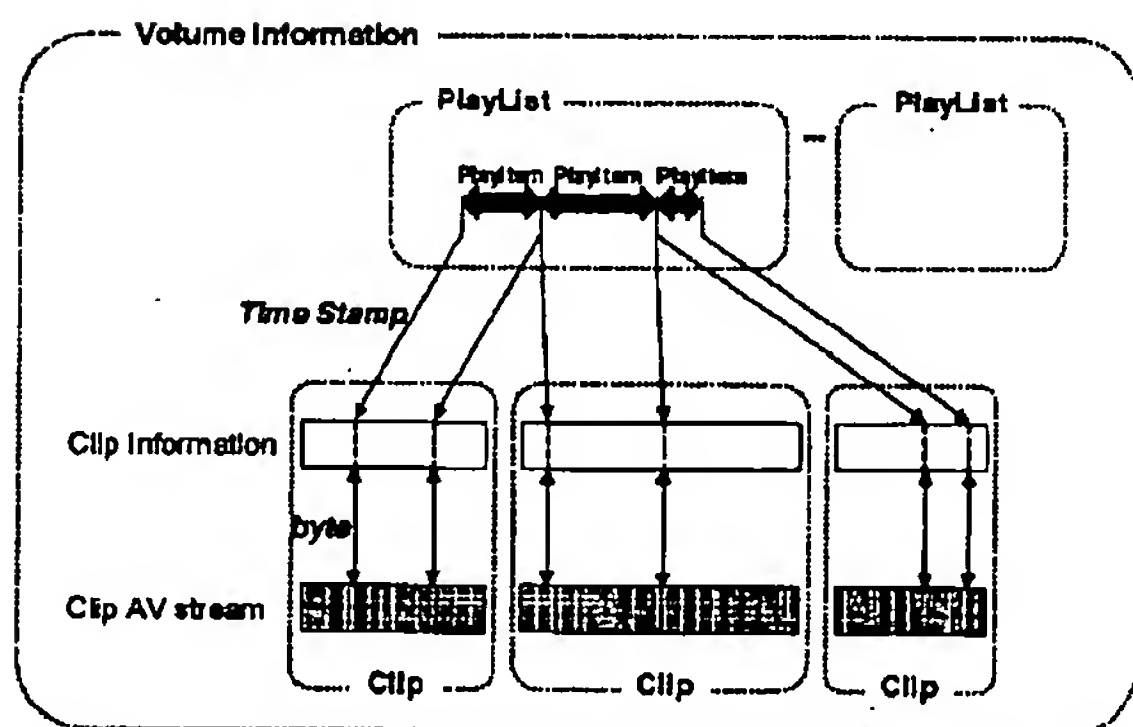 Volume Information
PlayList
PlayList
PlayItem PlayItem PlayItem
Time Stamp
Clip Information
byte
Clip AV stream
Clip
Clip
Clip